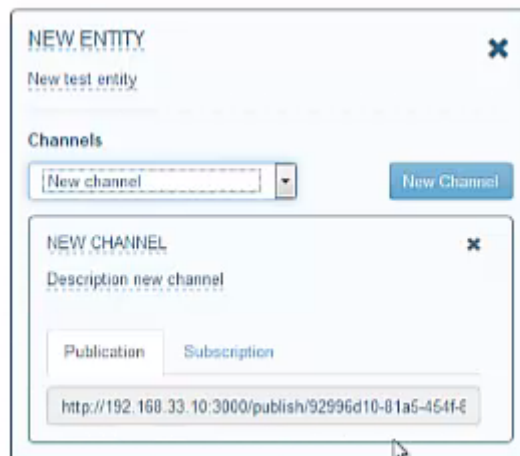 NEW ENTITY
New test entity
Channels
New channel
New Channel
NEW CHANNEL
Description new channel
Publication
Subscription
http://192.168.33.10:3000/publish/92996d10-81a5-454f-6